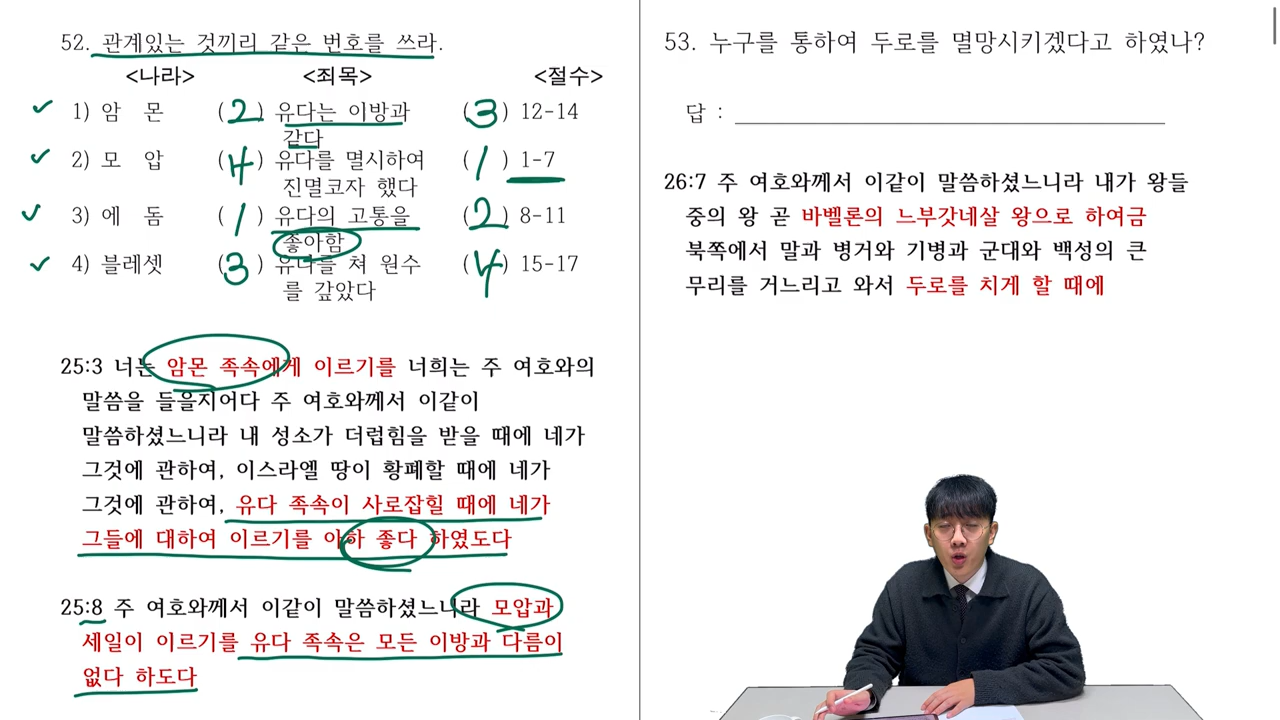 52. 관계있는 것끼리 같은 번호를 쓰라.
<나라> <죄목> <절수>
1) 암 몬 (2) 유다는 이방과 (3) 12-14
같다
2) 모 압 (4) 유다를 멸시하여 (1) 1-7
진멸코자 했다
3) 에 돔 (1) 유다의 고통을 (2) 8-11
좋아함
4) 블레셋 (3) 유다를 쳐 원수 (4) 15-17
를 갚았다
25:3 너는 암몬 족속에게 이르기를 너희는 주 여호와의
말씀을 들을지어다 주 여호와께서 이같이
말씀하셨느니라 내 성소가 더럽힘을 받을 때에 네가
그것에 관하여, 이스라엘 땅이 황폐할 때에 네가
그것에 관하여, 유다 족속이 사로잡힐 때에 네가
그들에 대하여 이르기를 아하 좋다 하였도다
25:8 주 여호와께서 이같이 말씀하셨느니라 모압과
세일이 이르기를 유다 족속은 모든 이방과 다름이
없다 하도다
53. 누구를 통하여 두로를 멸망시키겠다고 하였나?
답 :
26:7 주 여호와께서 이같이 말씀하셨느니라 내가 왕들
중의 왕 곧 바벨론의 느부갓네살 왕으로 하여금
북쪽에서 말과 병거와 기병과 군대와 백성의 큰
무리를 거느리고 와서 두로를 치게 할 때에